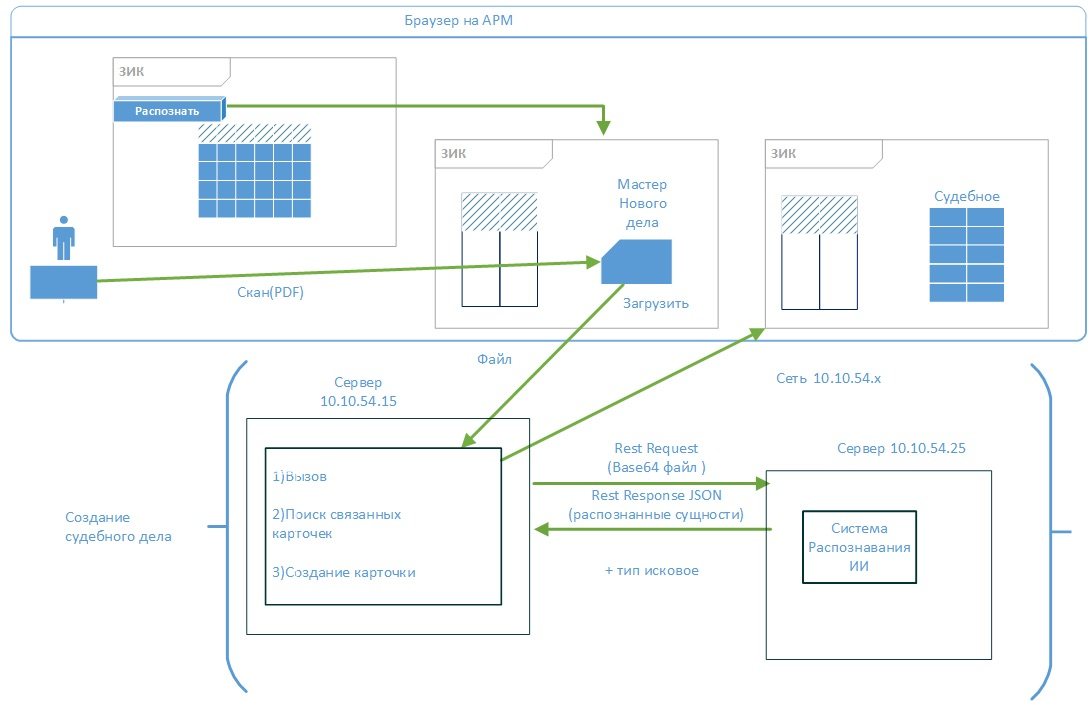 Браузер на АРМ
ЗИК
Распознать
ЗИК
Мастер
Нового
дела
Загрузить
ЗИК
Судебное
Скан(PDF)
Файл
Сервер
10.10.54.15
Сеть 10.10.54.x
1)Вызов
2)Поиск связанных
карточек
3)Создание карточки
Rest Request
(Base64 файл )
Rest Response JSON
(распознанные сущности)
+ тип исковое
Сервер 10.10.54.25
Система
Распознавания
ИИ
Создание
судебного дела